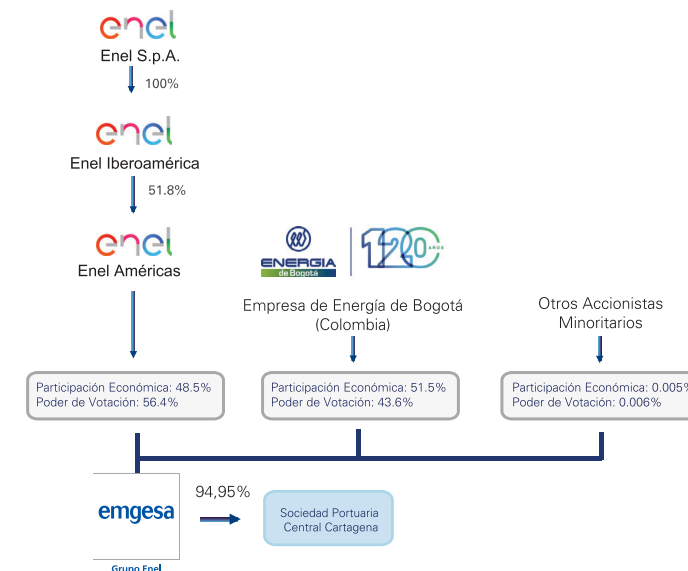 enel
Enel S.p.A.
100%
enel
Enel Iberoamérica
51.8%
enel
Enel Américas
ENERGIA
de Bogotá
120
AÑOS
Empresa de Energía de Bogotá
(Colombia)
Otros Accionistas
Minoritarios
Participación Económica: 48.5%
Poder de Votación: 56.4%
Participación Económica: 51.5%
Poder de Votación: 43.6%
Participación Económica: 0.005%
Poder de Votación: 0.006%
emgesa
Grupo Enel
94,95%
Sociedad Portuaria
Central Cartagena